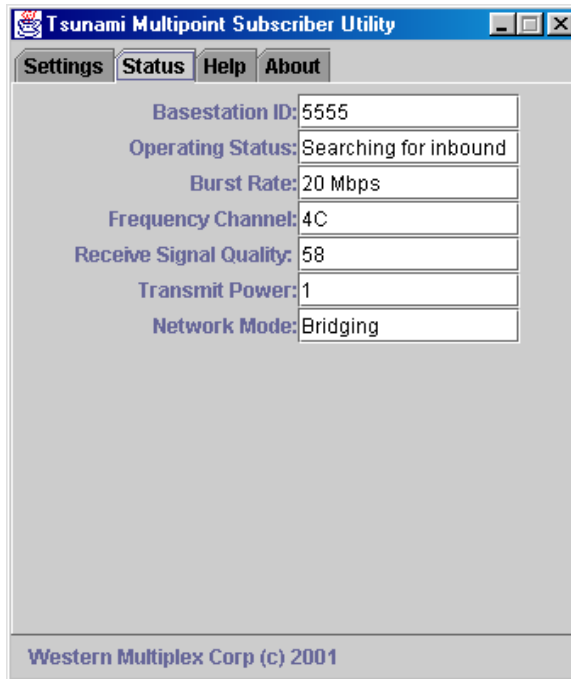 Tsunami Multipoint Subscriber Utility
Settings Status Help About
Basestation ID: 5555
Operating Status: Searching for inbound
Burst Rate: 20 Mbps
Frequency Channel: 4C
Receive Signal Quality: 58
Transmit Power: 1
Network Mode: Bridging
Western Multiplex Corp (c) 2001